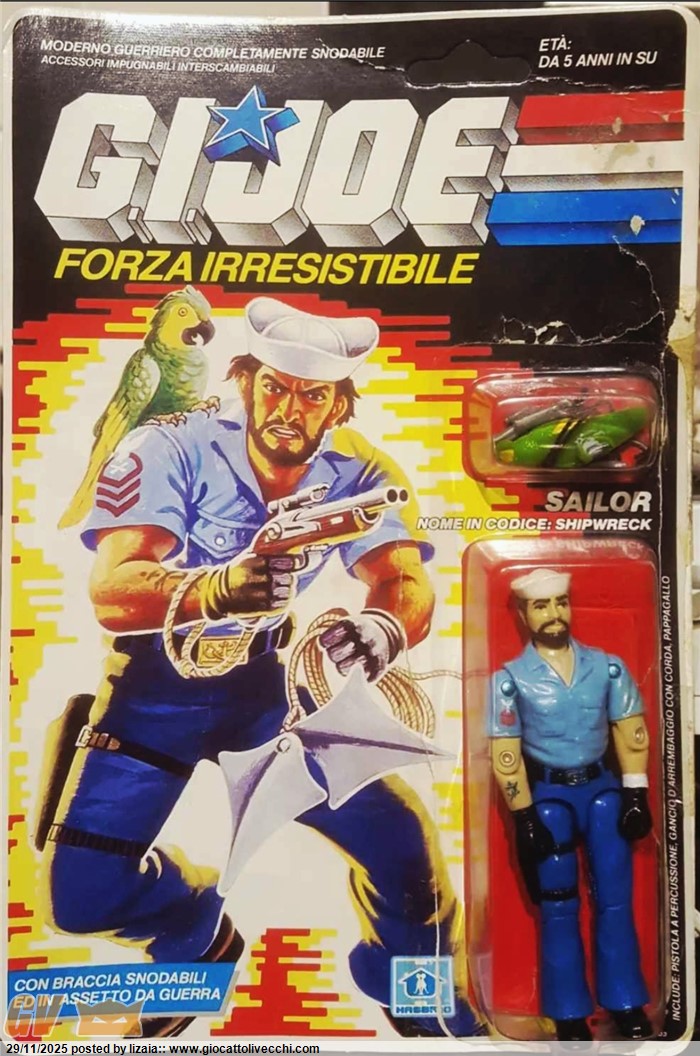 MODERNO GUERRIERO COMPLETAMENTE SNODABILE
ACCESSORI IMPUGNABILI INTERSCAMBIABILI
ETÀ:
DA 5 ANNI IN SU
GIJOE
FORZA IRRESISTIBILE
SAILOR
NOME IN CODICE: SHIPWRECK
INCLUDE: PISTOLA A PERCUSSIONE, GANCIO D'ARREMBAGGIO CON CORDA, PAPPAGALLO
CON BRACCIA SNODABILI
ED IN ASSETTO DA GUERRA
HASBRO
GV
29/11/2025 posted by lizaia:: www.giocattolivecchi.com